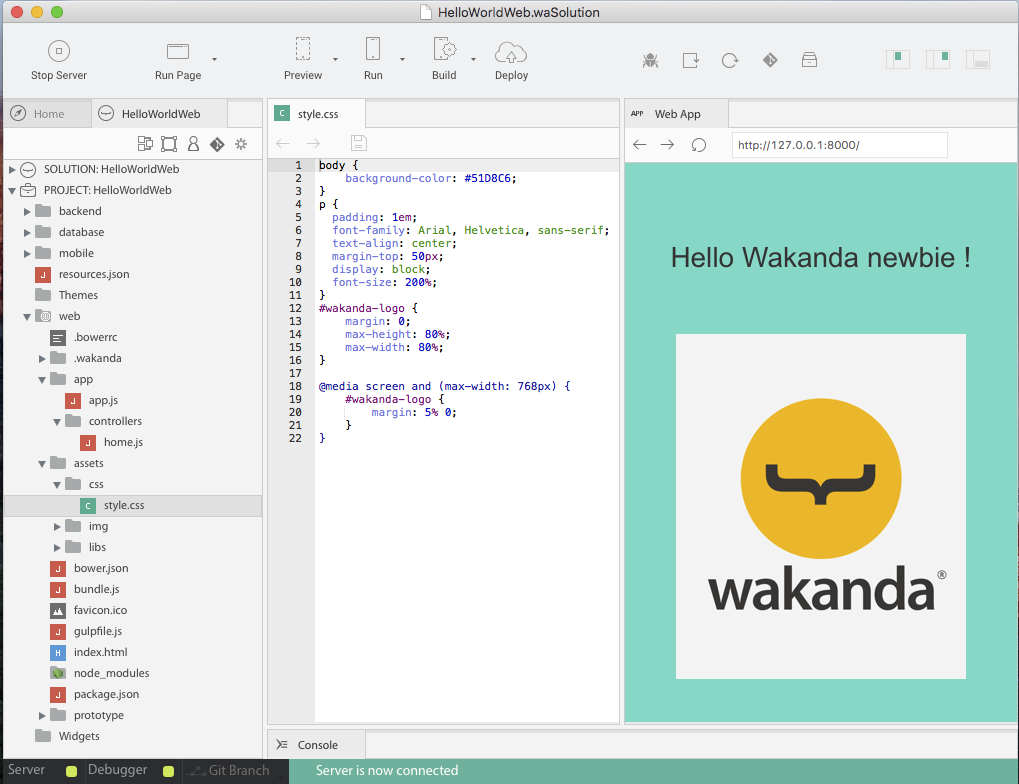 HelloWorldWeb.waSolution
Stop Server
Run Page
Preview
Run
Build
Deploy
Home
HelloWorldWeb
SOLUTION: HelloWorldWeb
PROJECT: HelloWorldWeb
backend
database
mobile
J resources.json
Themes
web
.bowerrc
.wakanda
app
J app.js
controllers
J home.js
assets
css
C style.css
img
libs
J bower.json
J bundle.js
favicon.ico
J gulpfile.js
H index.html
node_modules
J package.json
prototype
Widgets
C style.css
1 body {
2 background-color: #51D8C6;
3 }
4 p {
5 padding: 1em;
6 font-family: Arial, Helvetica, sans-serif;
7 text-align: center;
8 margin-top: 50px;
9 display: block;
10 font-size: 200%;
11 }
12 #wakanda-logo {
13 margin: 0;
14 max-height: 80%;
15 max-width: 80%;
16 }
17
18 @media screen and (max-width: 768px) {
19 #wakanda-logo {
20 margin: 5% 0;
21 }
22 }
APP Web App
http://127.0.0.1:8000/
Hello Wakanda newbie !
wakanda®
Console
Server
Debugger
Git Branch
Server is now connected